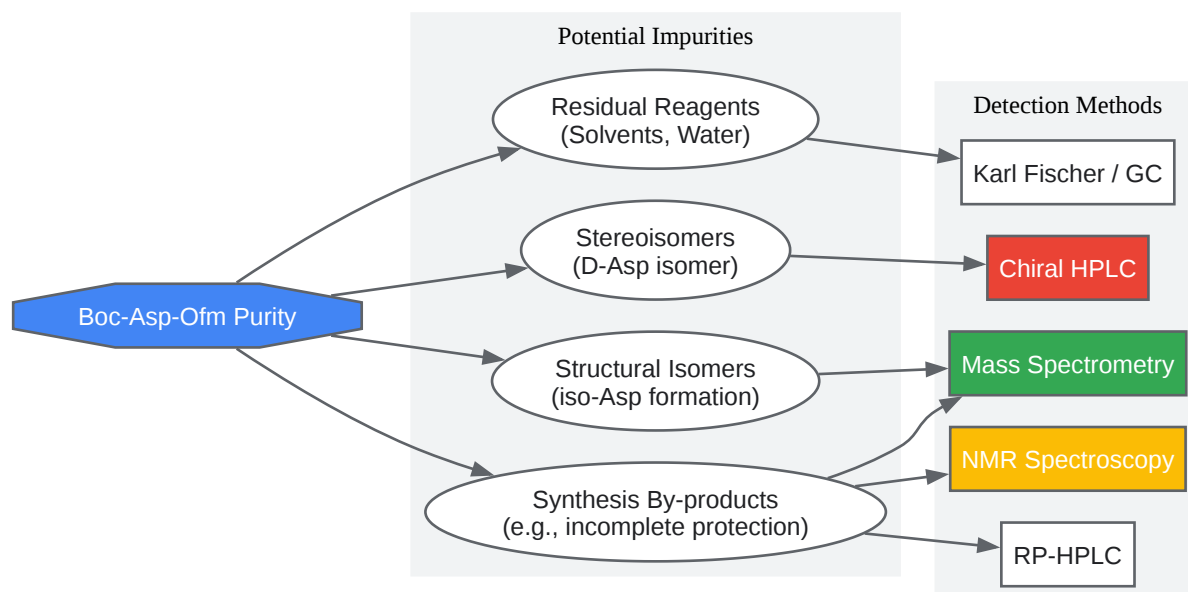 Potential Impurities
Residual Reagents
(Solvents, Water)
Stereoisomers
(D-Asp isomer)
Structural Isomers
(iso-Asp formation)
Synthesis By-products
(e.g., incomplete protection)
Boc-Asp-Ofm Purity
Detection Methods
Karl Fischer / GC
Chiral HPLC
Mass Spectrometry
NMR Spectroscopy
RP-HPLC